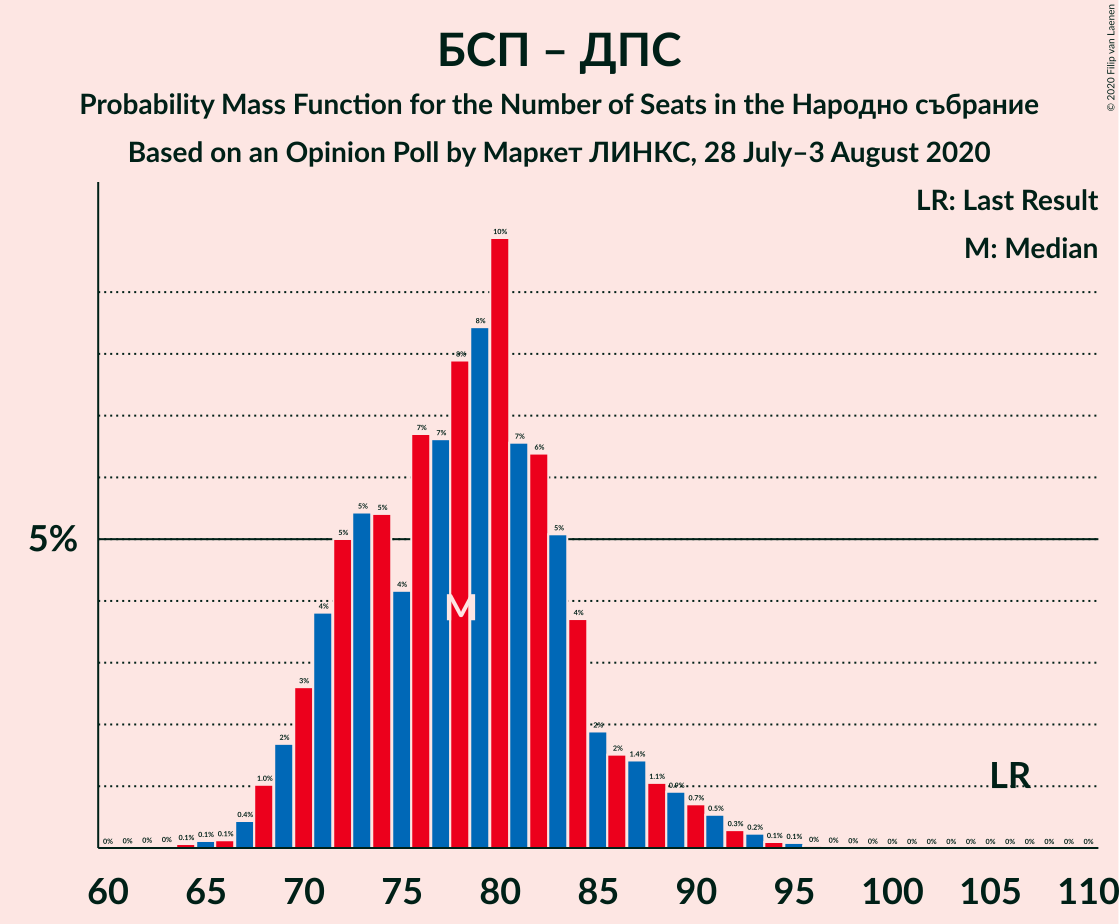 БСП – ДПС
Probability Mass Function for the Number of Seats in the Народно събрание
Based on an Opinion Poll by Маркет ЛИНКС, 28 July–3 August 2020
© 2020 Filip van Laenen
LR: Last Result
M: Median
5%
0% 0% 0% 0% 0.1% 0.1% 0.1% 0.4% 1.0% 2% 3% 4% 5% 5% 5% 4% 7% 7% 8% 8% 10% 7% 6% 5% 4% 2% 2% 1.4% 1.1% 0.9% 0.7% 0.5% 0.3% 0.2% 0.1% 0.1% 0% 0% 0% 0% 0% 0% 0% 0% 0% 0% 0% 0% 0% 0% 0%
M
LR
60 65 70 75 80 85 90 95 100 105 110